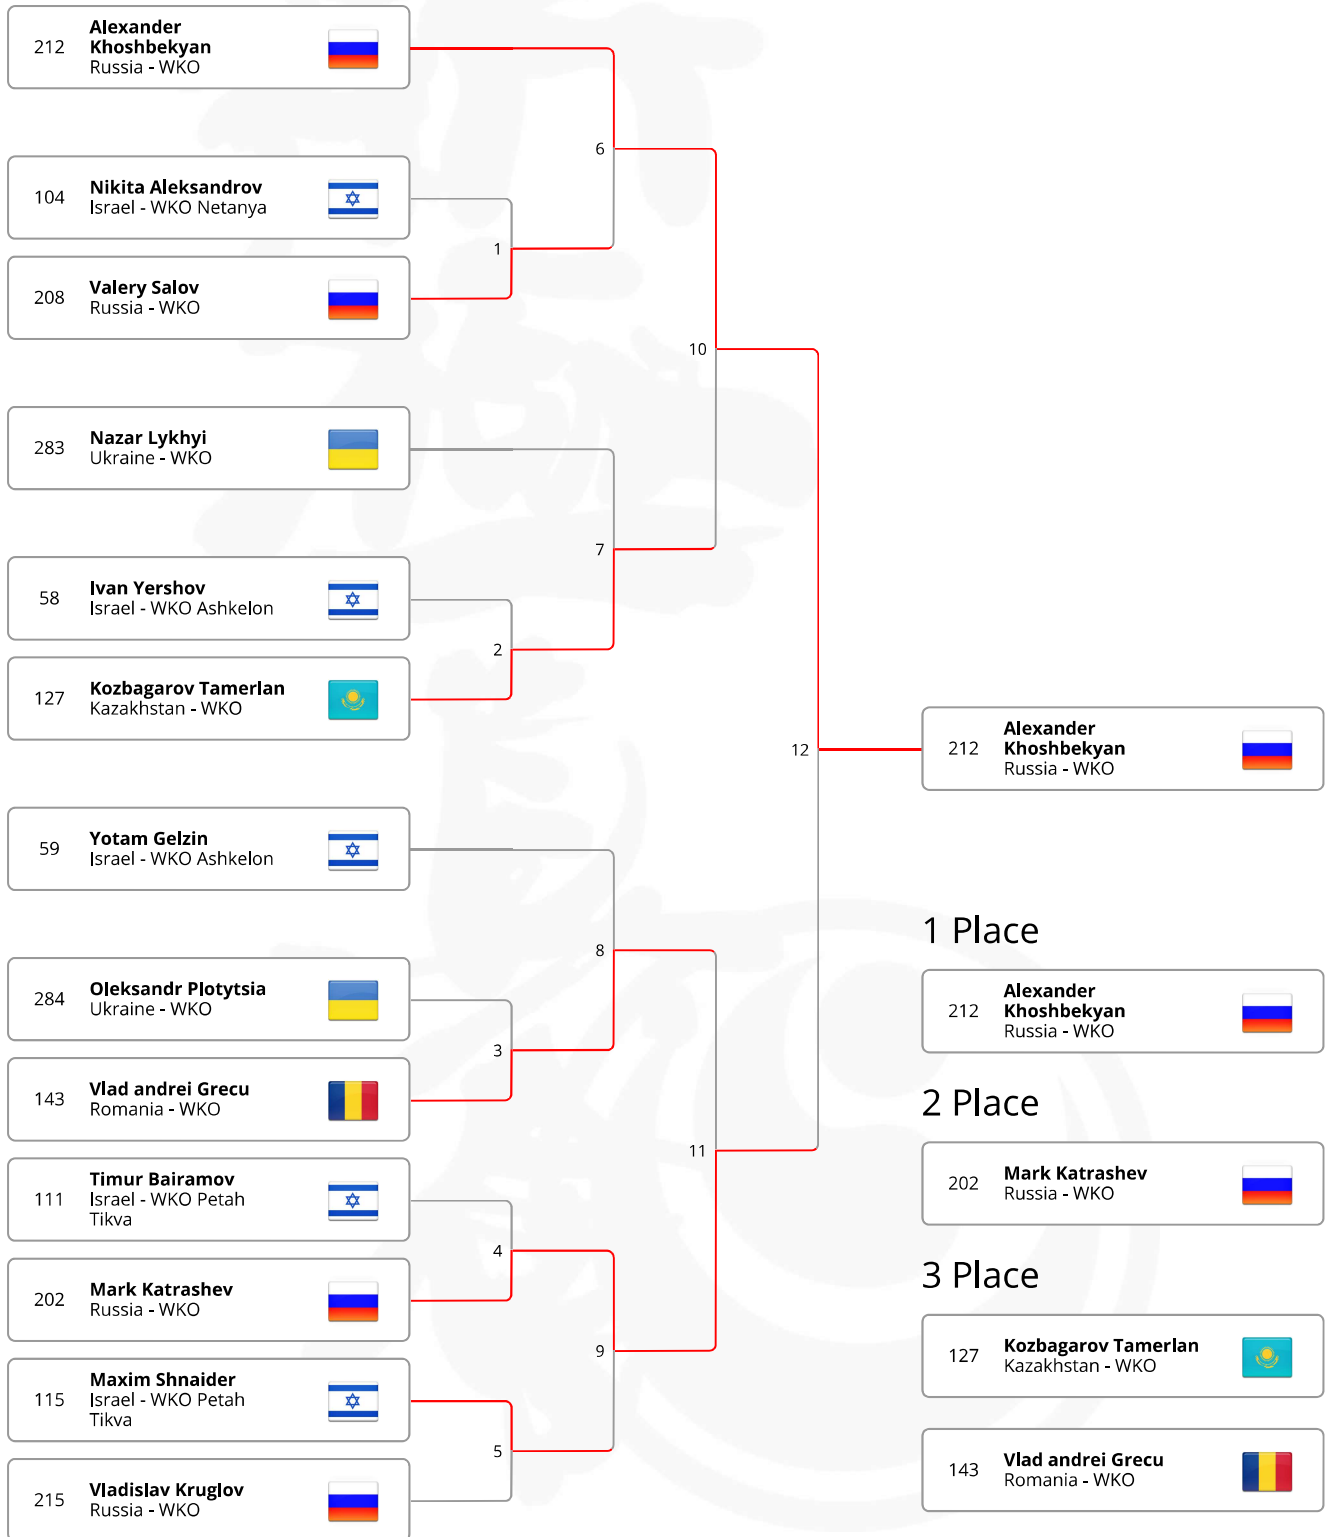 212
Alexander
Khoshbekyan
Russia - WKO
6
104
Nikita Aleksandrov
Israel - WKO Netanya
1
208
Valery Salov
Russia - WKO
10
283
Nazar Lykhyi
Ukraine - WKO
7
58
Ivan Yershov
Israel - WKO Ashkelon
2
127
Kozbagarov Tamerlan
Kazakhstan - WKO
12
212
Alexander
Khoshbekyan
Russia - WKO
59
Yotam Gelzin
Israel - WKO Ashkelon
8
284
Oleksandr Plotytsia
Ukraine - WKO
3
143
Vlad andrei Grecu
Romania - WKO
11
111
Timur Bairamov
Israel - WKO Petah
Tikva
4
202
Mark Katrashev
Russia - WKO
9
115
Maxim Shnaider
Israel - WKO Petah
Tikva
5
215
Vladislav Kruglov
Russia - WKO
1 Place
212
Alexander
Khoshbekyan
Russia - WKO
2 Place
202
Mark Katrashev
Russia - WKO
3 Place
127
Kozbagarov Tamerlan
Kazakhstan - WKO
143
Vlad andrei Grecu
Romania - WKO